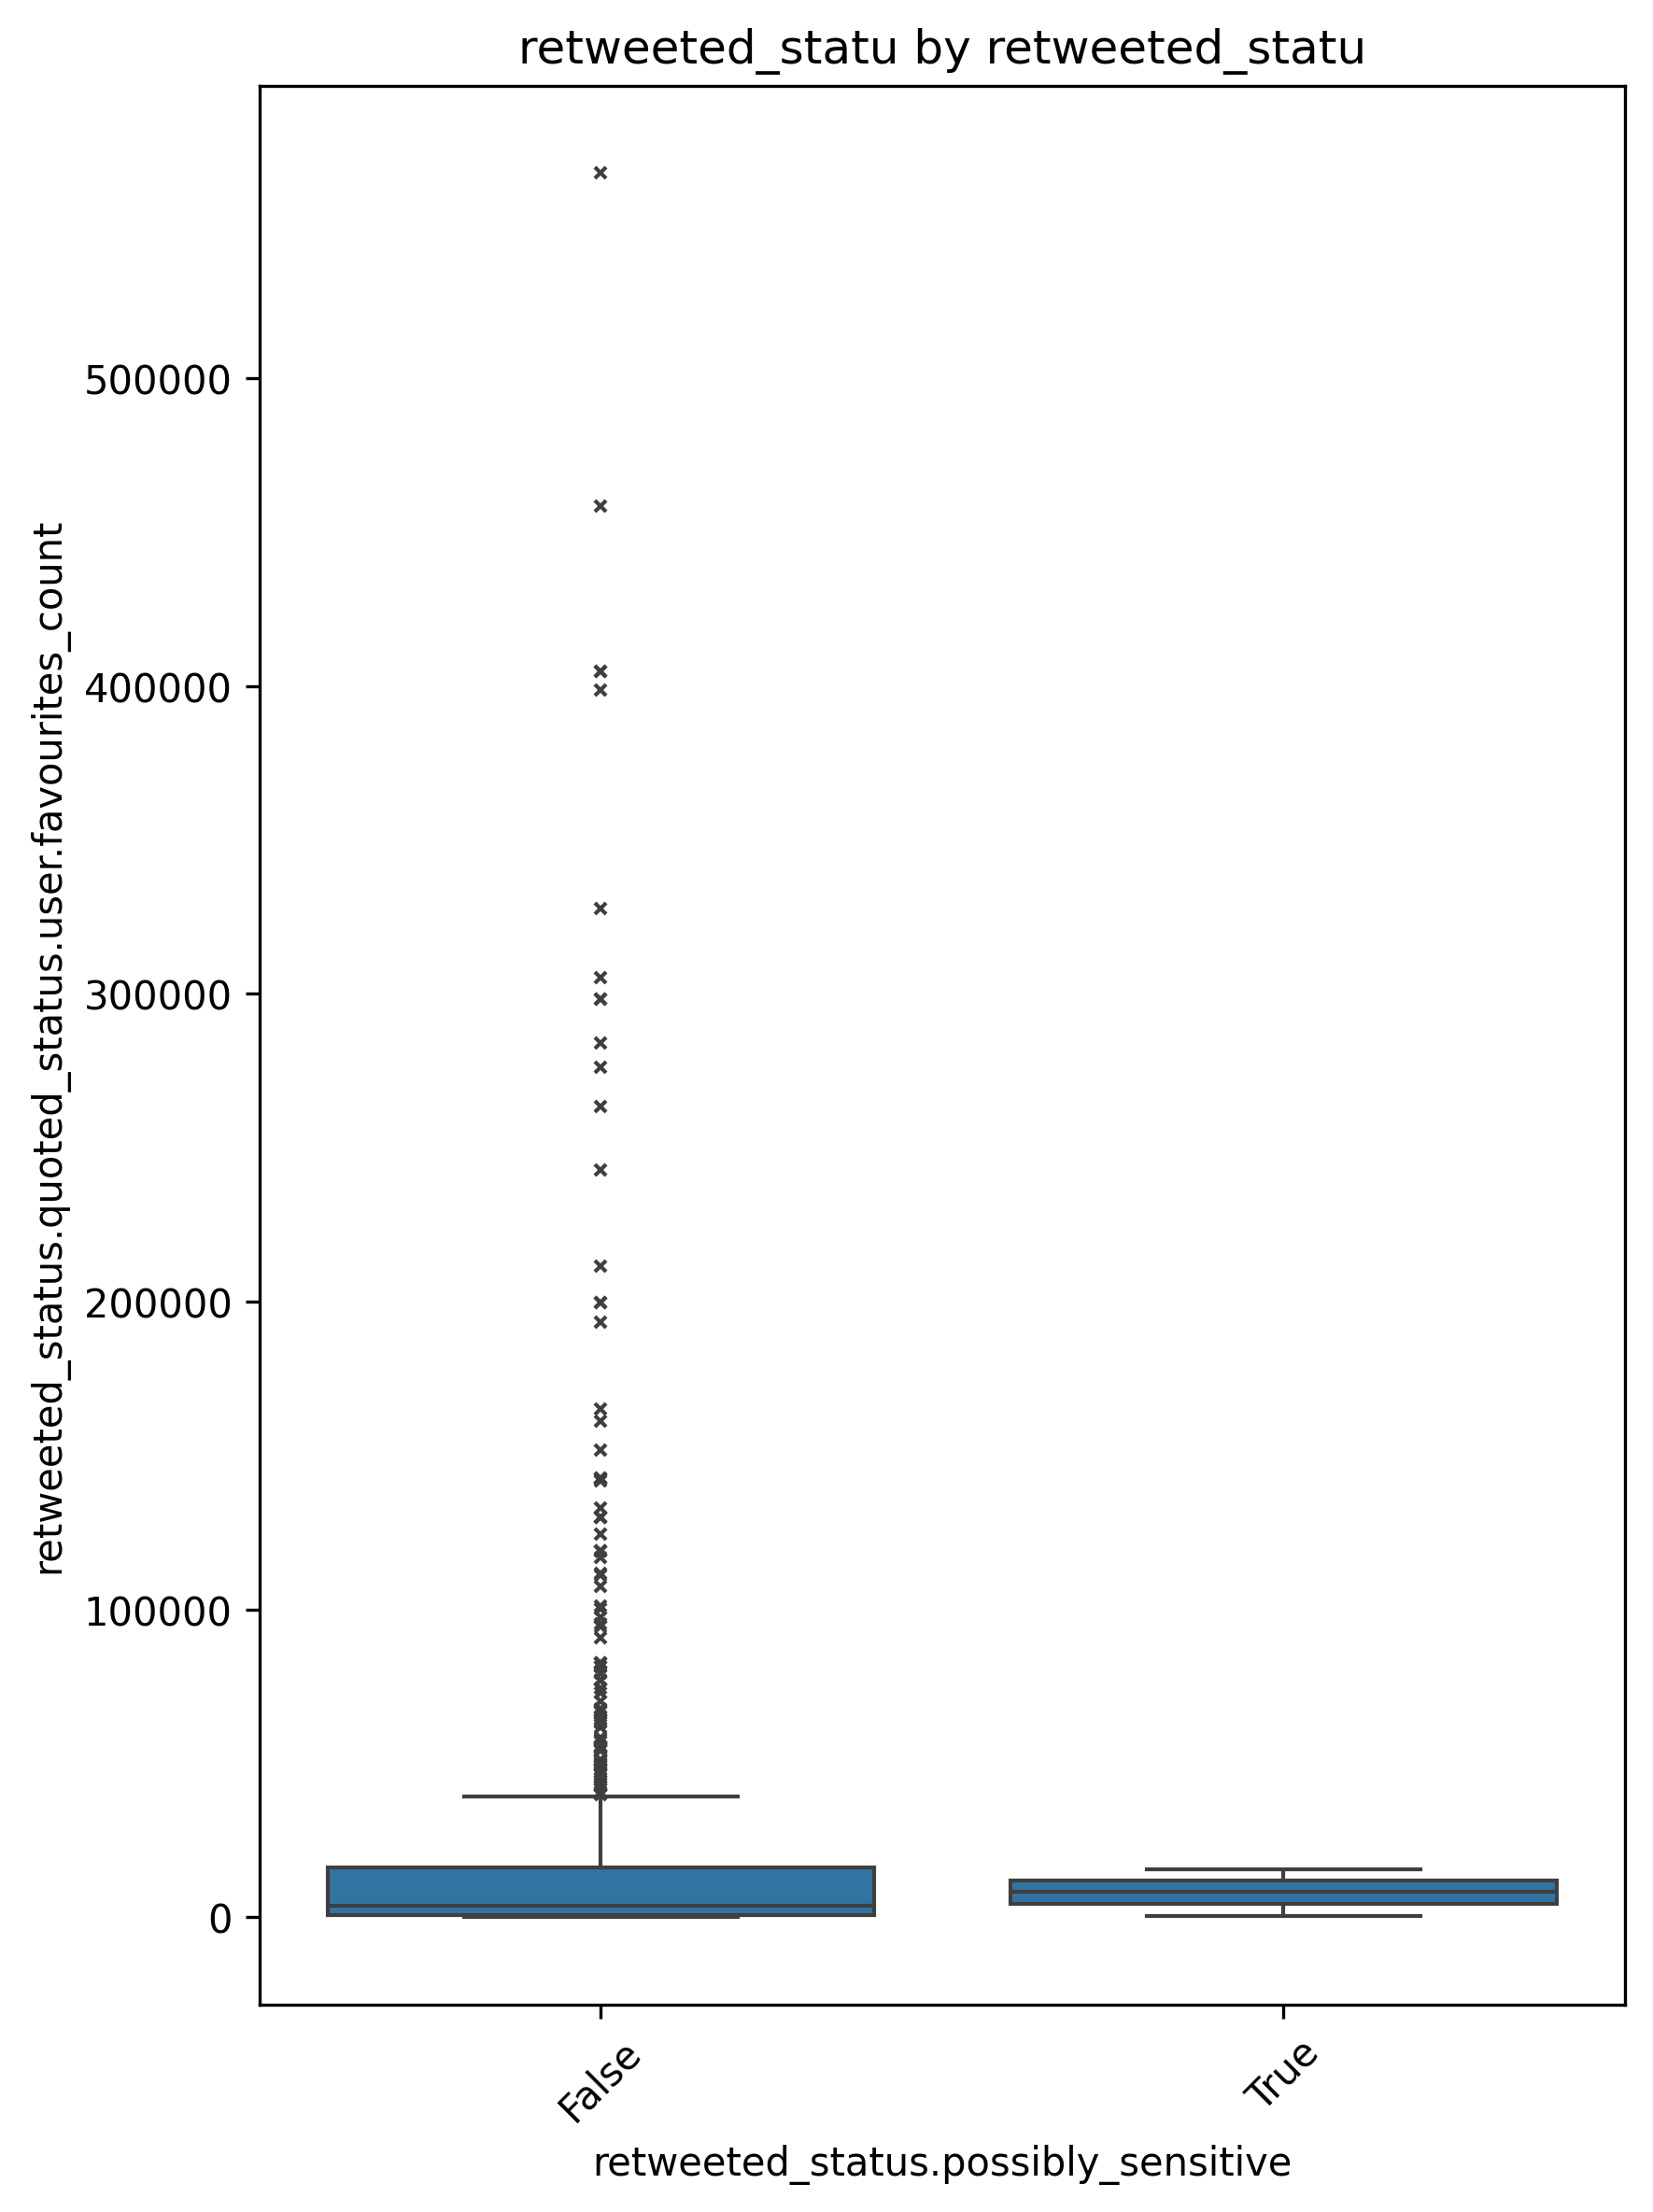 retweeted_statu by retweeted_statu
retweeted_status.quoted_status.user.favourites_count
500000
400000
300000
200000
100000
0
False
True
retweeted_status.possibly_sensitive